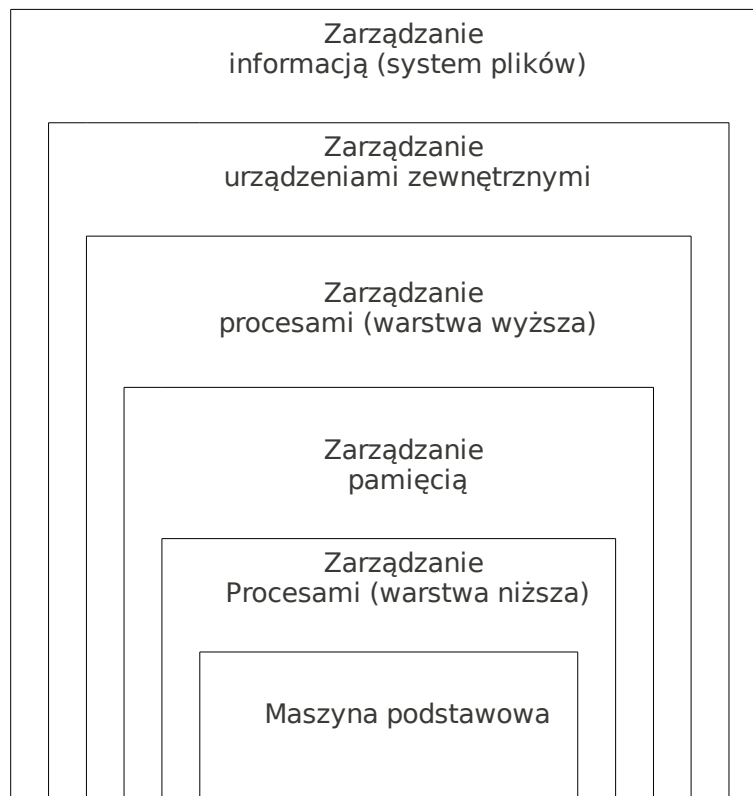 Zarządzanie
informacją (system plików)
Zarządzanie
urządzeniami zewnętrznymi
Zarządzanie
procesami (warstwa wyższa)
Zarządzanie
pamięcią
Zarządzanie
Procesami (warstwa niższa)
Maszyna podstawowa